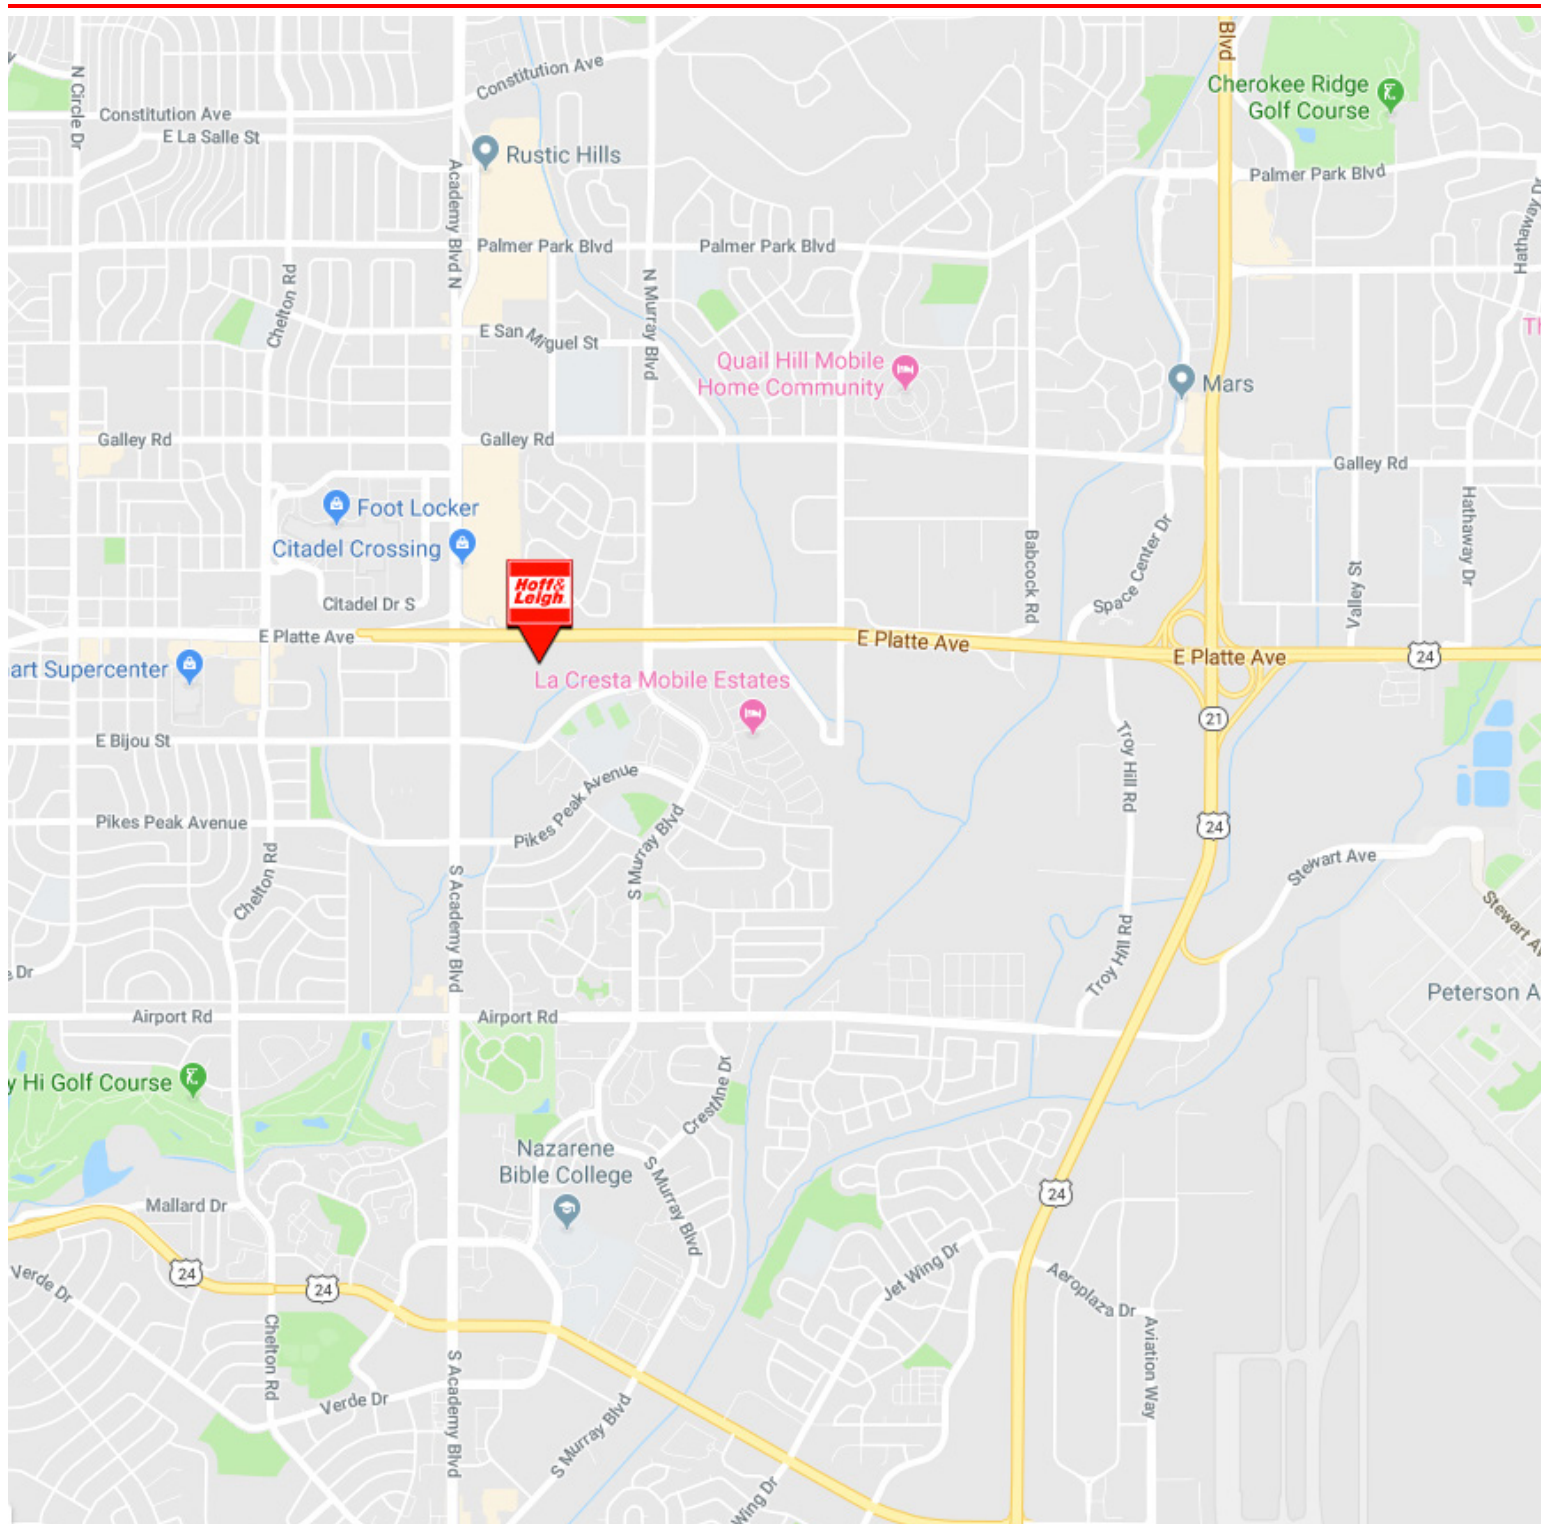 Blvd
N Circle Dr
Constitution Ave
Constitution Ave
Cherokee Ridge
Golf Course
E La Salle St
Rustic Hills
Academy Blvd N
Palmer Park Blvd
Hathaway Dr
Palmer Park Blvd
Palmer Park Blvd
Chelton Rd
N Murray Blvd
E San Miguel St
Th
Quail Hill Mobile
Home Community
Mars
Galley Rd
Galley Rd
Galley Rd
Foot Locker
Citadel Crossing
Hathaway Dr
Babcock Rd
Space Center Dr
Valley St
Hoff&
Leigh
Citadel Dr S
E Platte Ave
E Platte Ave
E Platte Ave
24
art Supercenter
La Cresta Mobile Estates
21
E Bijou St
Troy Hill Rd
Pikes Peak Avenue
Pikes Peak Avenue
24
S Murray Blvd
Stewart Ave
Chelton Rd
S Academy Blvd
Stewart Av
Troy Hill Rd
e Dr
Peterson A
Airport Rd
Airport Rd
y Hi Golf Course
Crestline Dr
Nazarene
Bible College
S Murray Blvd
24
Mallard Dr
24
24
Verde Dr
Jet Wing Dr
Aeroplaza Dr
Chelton Rd
Aviation Way
S Academy Blvd
Verde Dr
S Murray Blvd
Wing Dr